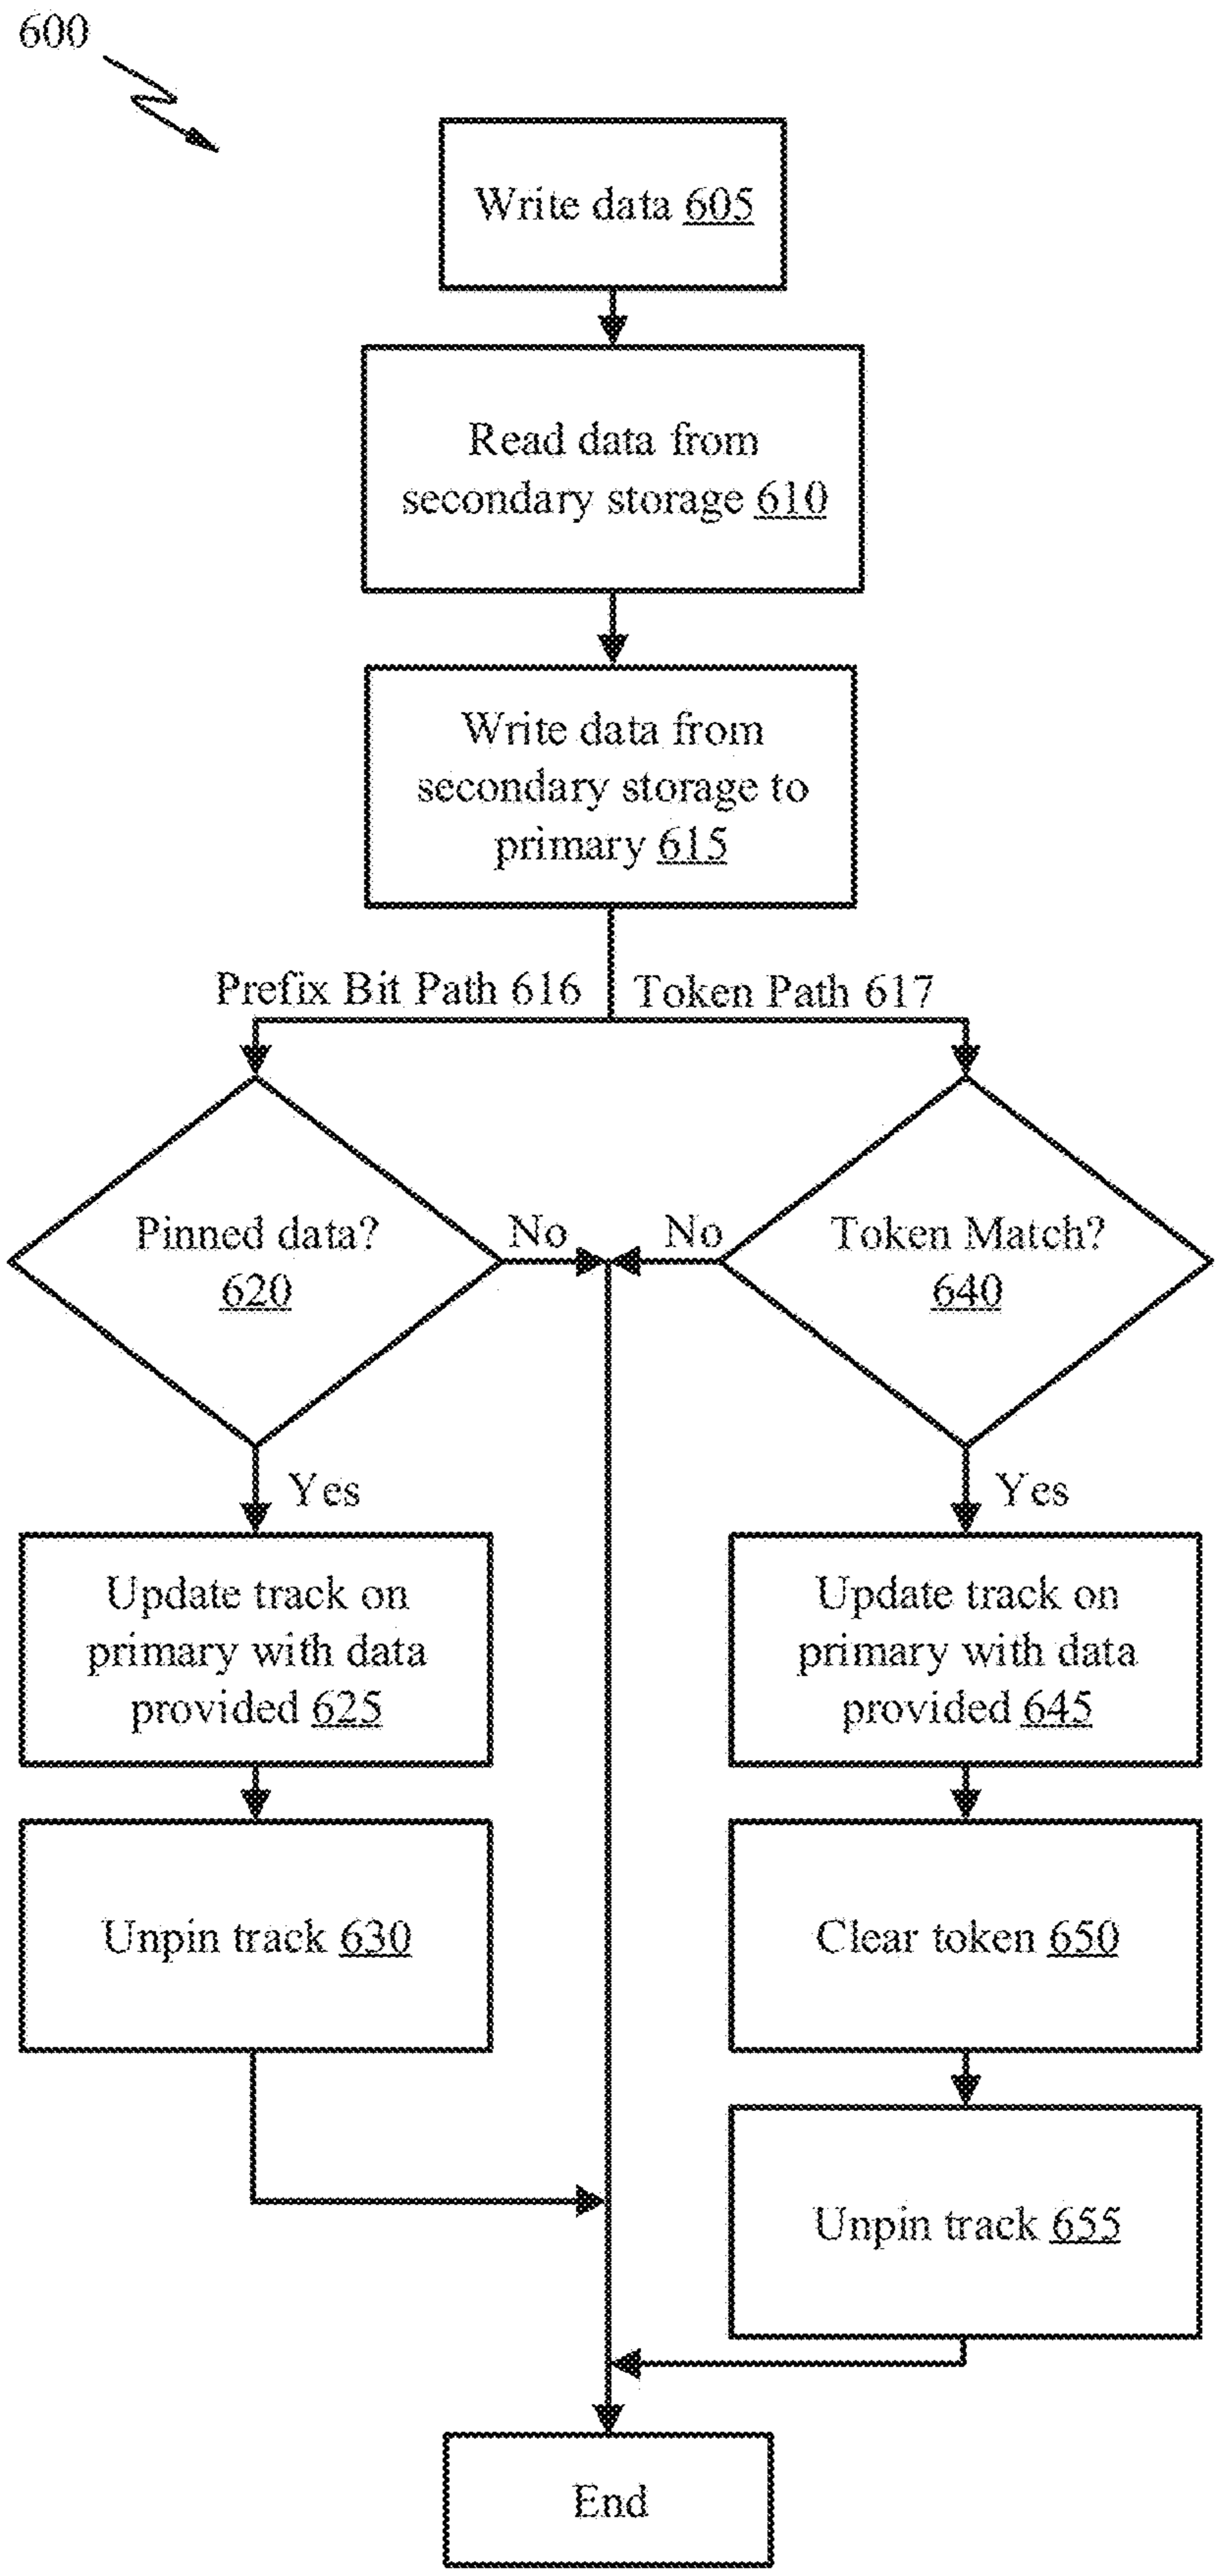 600
Write data 605
Read data from
secondary storage 610
Write data from
secondary storage to
primary 615
Prefix Bit Path 616
Token Path 617
Pinned data?
620
No
No
Token Match?
640
Yes
Yes
Update track on
primary with data
provided 625
Update track on
primary with data
provided 645
Unpin track 630
Clear token 650
Unpin track 655
End